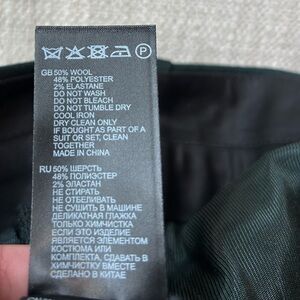 P
GB 50% WOOL
48% POLYESTER
2% ELASTANE
DO NOT WASH
DO NOT BLEACH
DO NOT TUMBLE DRY
COOL IRON
DRY CLEAN ONLY
IF BOUGHT AS PART OF A
SUIT OR SET, CLEAN
TOGETHER
MADE IN CHINA
RU 50% ШЕРСТЬ
48% ПОЛИЭСТЕР
2% ЭЛАСТАН
НЕ СТИРАТЬ
НЕ ОТБЕЛИВАТЬ
НЕ СУШИТЬ В МАШИНЕ
ДЕЛИКАТНАЯ ГЛАЖКА
ТОЛЬКО ХИМЧИСТКА
ЕСЛИ ЭТО ИЗДЕЛИЕ
ЯВЛЯЕТСЯ ЭЛЕМЕНТОМ
КОСТЮМА ИЛИ
КОМПЛЕКТА, СДАВАТЬ В
ХИМЧИСТКУ ВМЕСТЕ
СДЕЛАНО В КИТАЕ